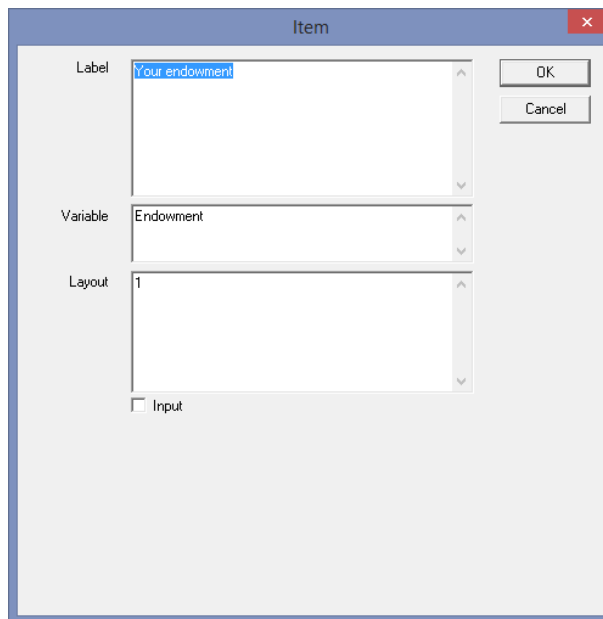 Item
Label
Your endowment
OK
Cancel
Variable
Endowment
Layout
1
Input